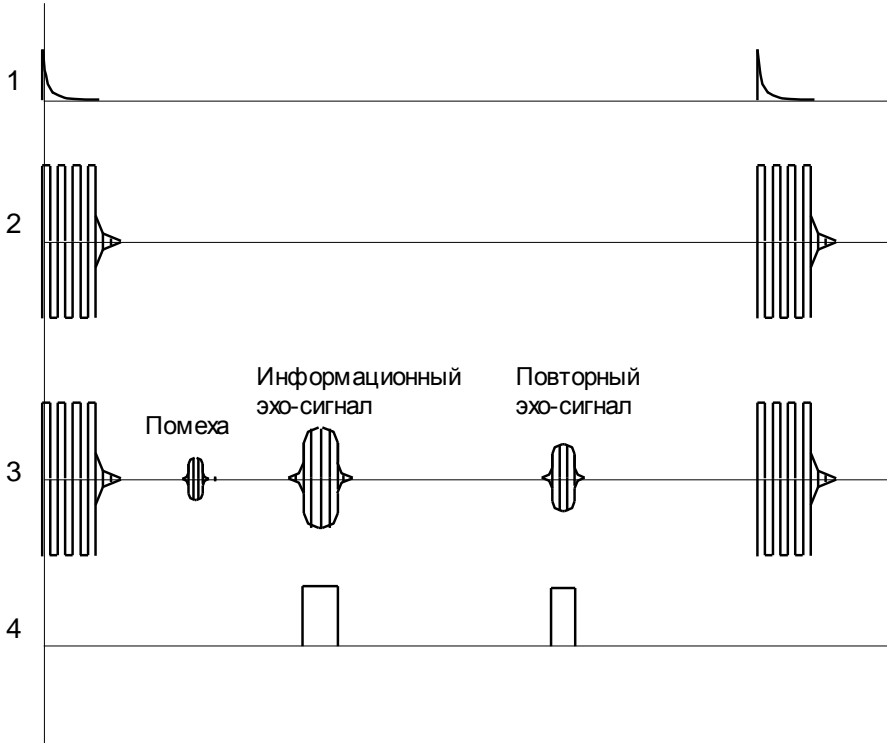 1
2
Информационный
эхо-сигнал
Повторный
эхо-сигнал
Помеха
3
4